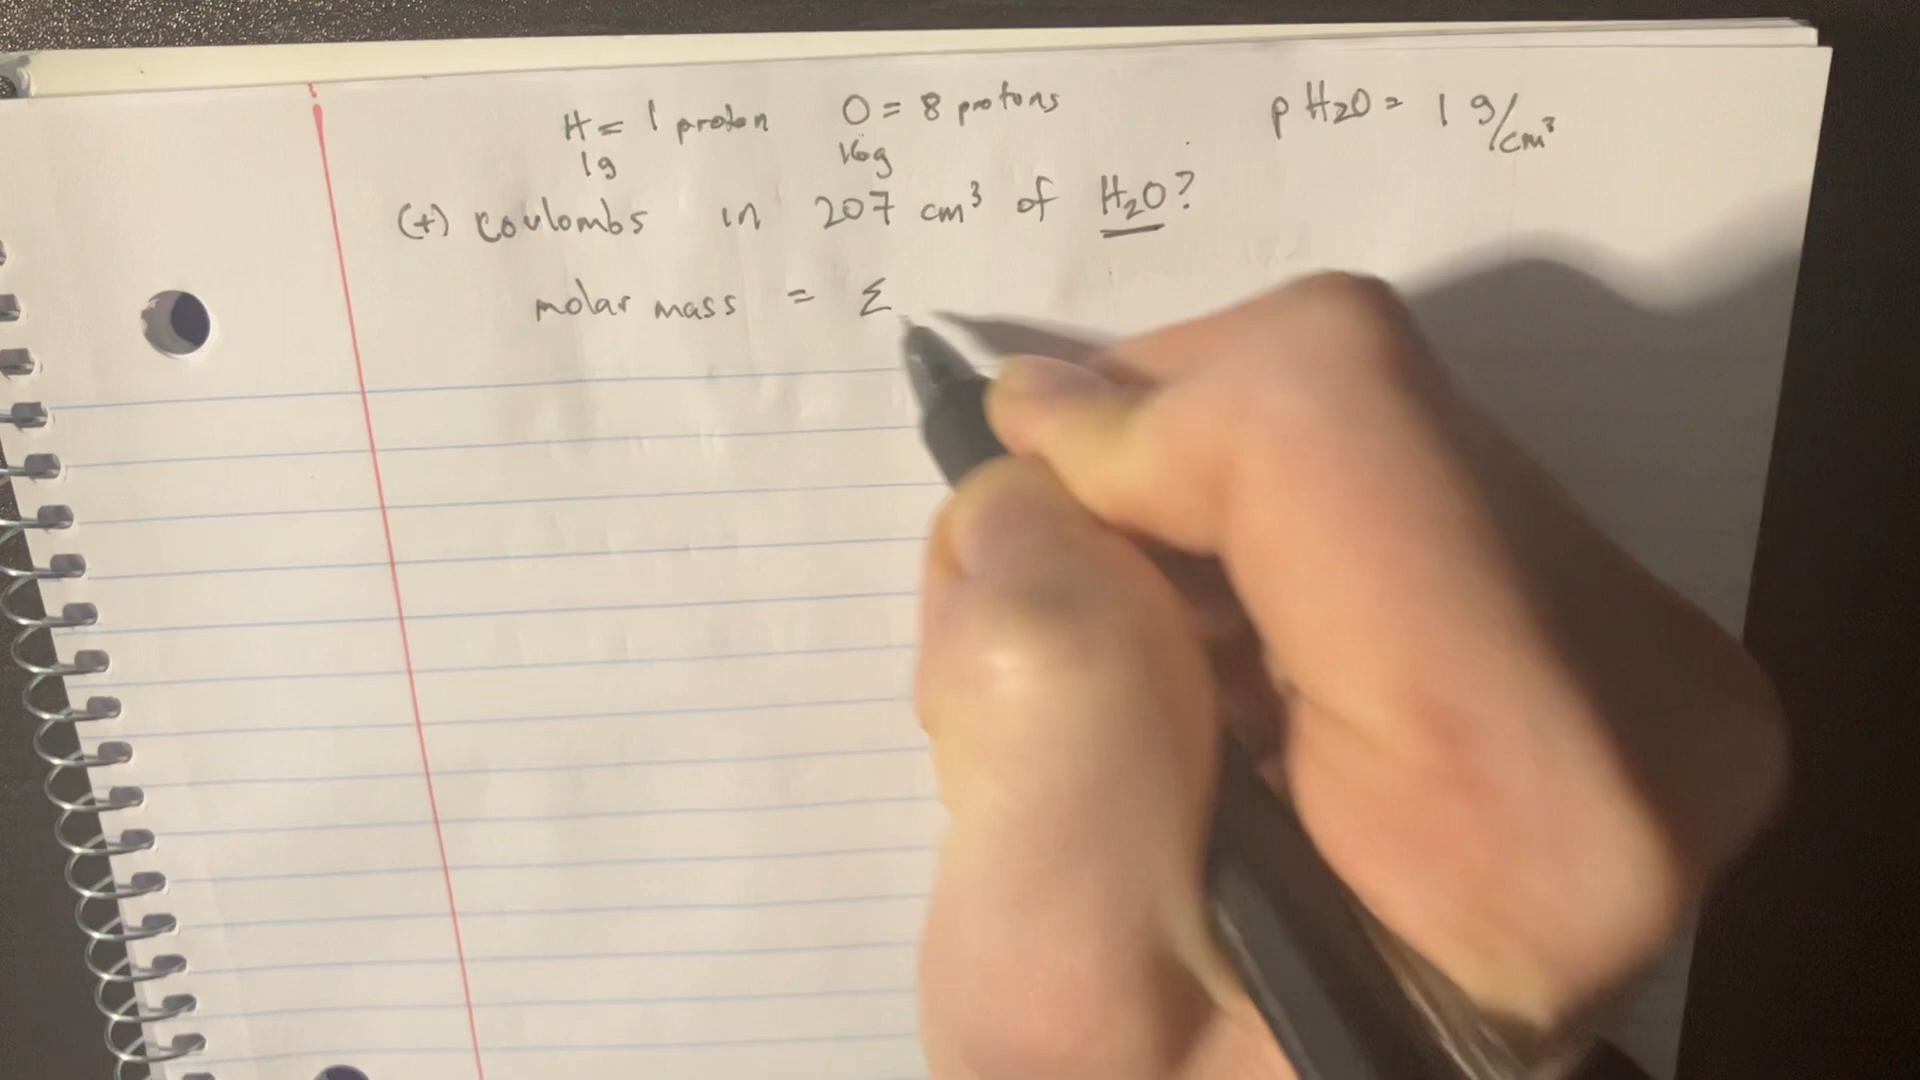 H = 1 proton O = 8 protons ρ H2O = 1 g/cm³
1g 16g
(+) coulombs in 207 cm³ of H₂O?
molar mass = Σ